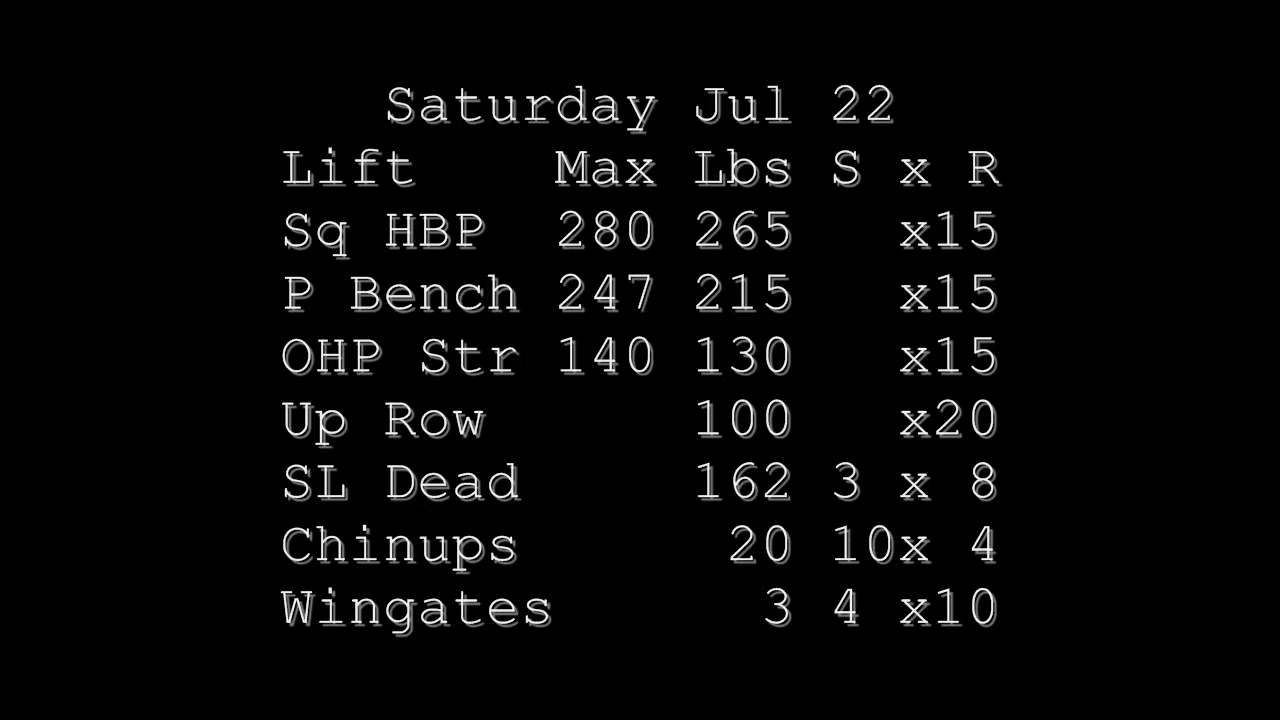 Saturday Jul 22
Lift    Max Lbs S x R
Sq HBP  280 265   x15
P Bench 247 215   x15
OHP Str 140 130   x15
Up Row      100   x20
SL Dead     162 3 x 8
Chinups      20 10x 4
Wingates      3 4 x10